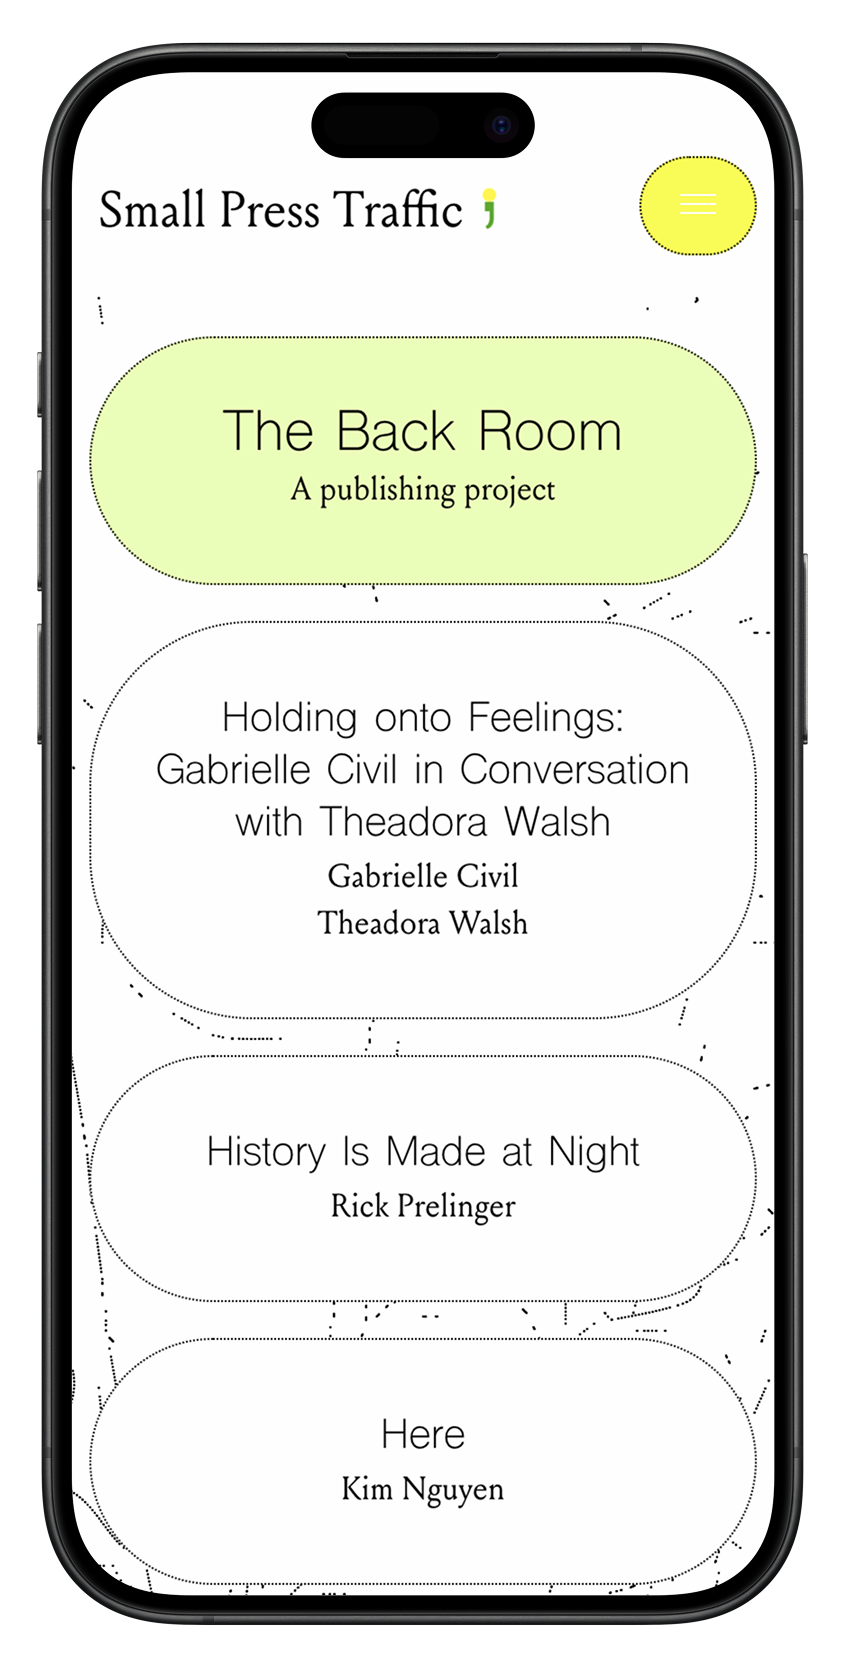 Small Press Traffic ;
The Back Room
A publishing project
Holding onto Feelings:
Gabrielle Civil in Conversation
with Theadora Walsh
Gabrielle Civil
Theadora Walsh
History Is Made at Night
Rick Prelinger
Here
Kim Nguyen